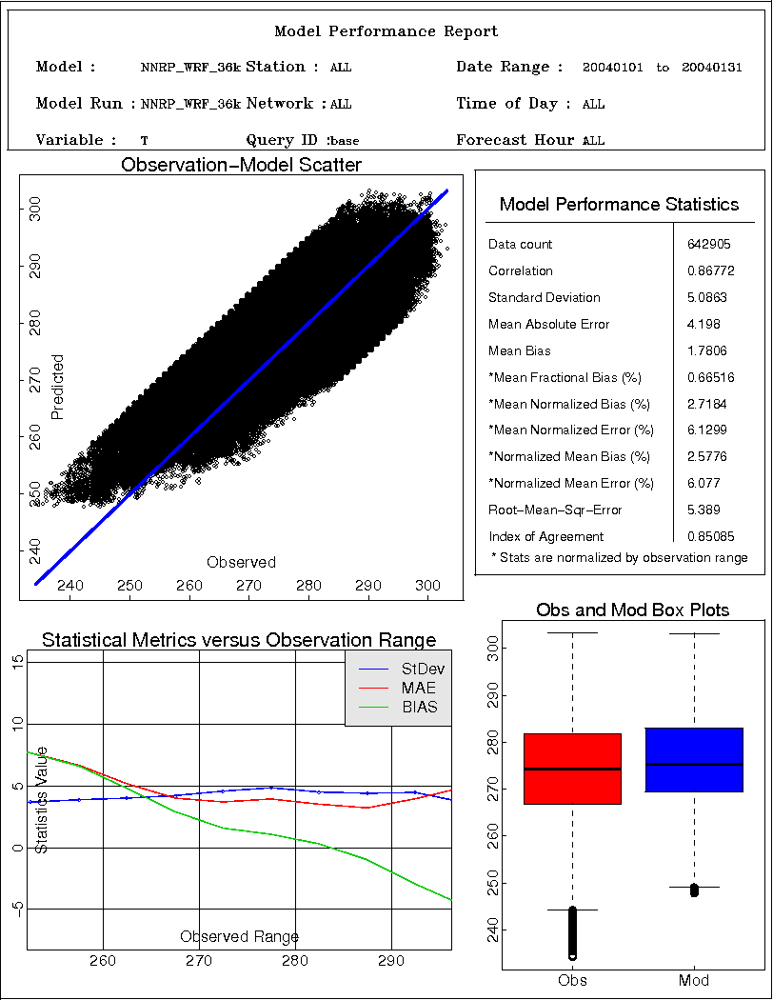 Model Performance Report
Model : NNRP_WRF_36k Station : ALL Date Range : 20040101 to 20040131
Model Run : NNRP_WRF_36k Network : ALL Time of Day : ALL
Variable : T Query ID : base Forecast Hour : ALL
Observation-Model Scatter
300
290
280
270
260
250
240
Predicted
Observed
240 250 260 270 280 290 300
Model Performance Statistics
Data count 642905
Correlation 0.86772
Standard Deviation 5.0863
Mean Absolute Error 4.198
Mean Bias 1.7806
*Mean Fractional Bias (%) 0.66516
*Mean Normalized Bias (%) 2.7184
*Mean Normalized Error (%) 6.1299
*Normalized Mean Bias (%) 2.5776
*Normalized Mean Error (%) 6.077
Root-Mean-Sqr-Error 5.389
Index of Agreement 0.85085
* Stats are normalized by observation range
Statistical Metrics versus Observation Range
StDev
MAE
BIAS
15
10
5
0
-5
Statistics Value
Observed Range
260 270 280 290
Obs and Mod Box Plots
300
290
280
270
260
250
240
Obs Mod